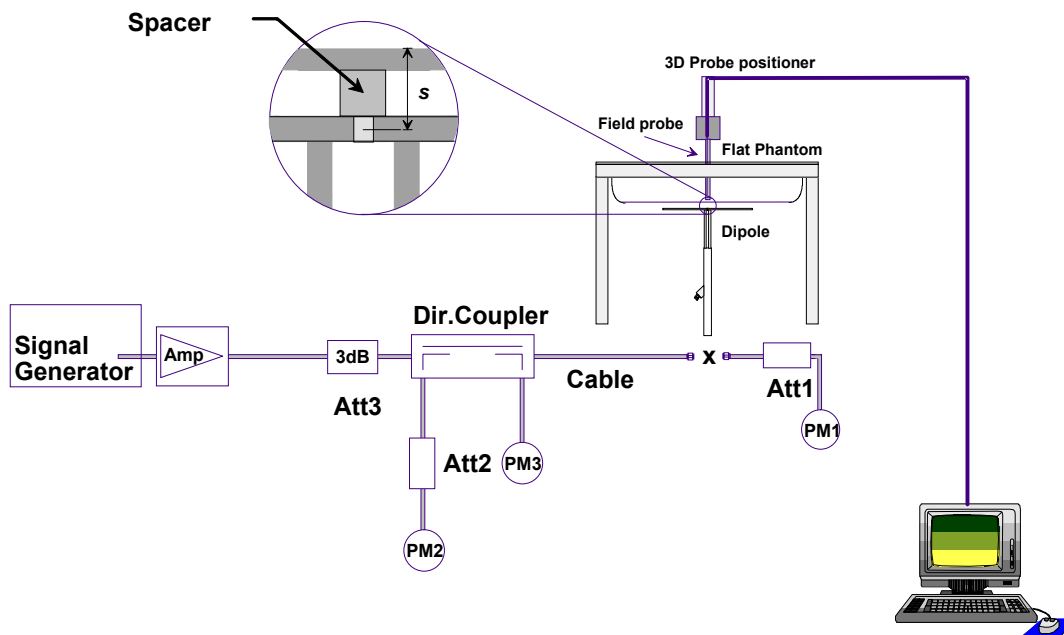 Spacer
s
3D Probe positioner
Field probe
Flat Phantom
Dipole
Dir.Coupler
Signal
Generator
Amp
3dB
X
Cable
Att1
Att3
PM1
Att2
PM3
PM2